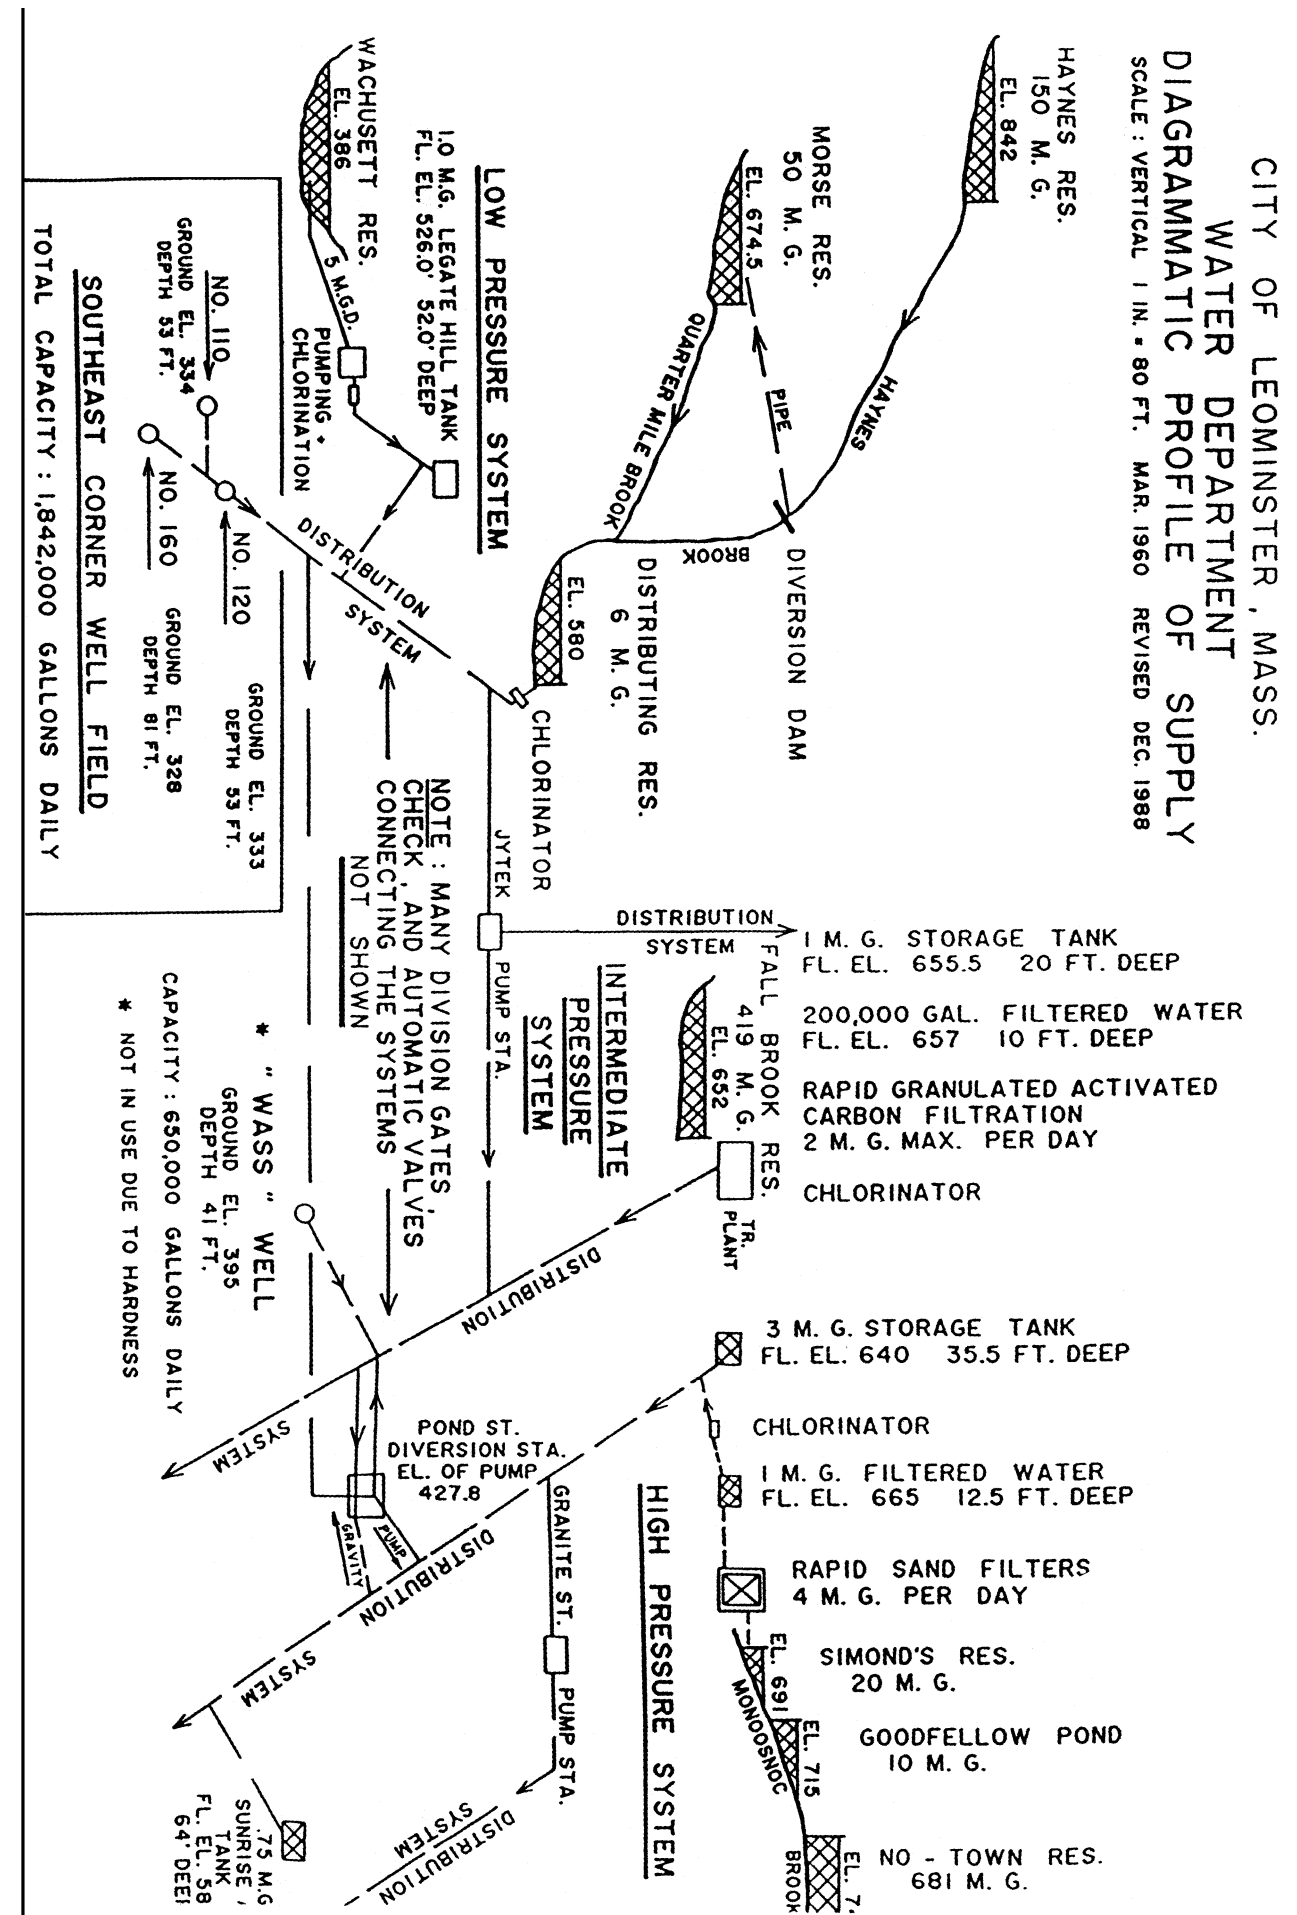 CITY OF LEOMINSTER, MASS.
WATER DEPARTMENT
DIAGRAMMATIC PROFILE OF SUPPLY
SCALE : VERTICAL 1 IN. = 80 FT. MAR. 1960 REVISED DEC. 1988
HAYNES RES.
150 M. G.
EL. 842
MORSE RES.
50 M. G.
EL. 674.5
PIPE
HAYNES
BROOK
QUARTER MILE BROOK
DIVERSION DAM
DISTRIBUTING RES.
6 M. G.
EL. 580
CHLORINATOR
LOW PRESSURE SYSTEM
1.0 M.G. LEGATE HILL TANK
FL. EL. 526.0' 52.0' DEEP
WACHUSETT RES.
EL. 386
5 M.G.D.
PUMPING +
CHLORINATION
DISTRIBUTION
SYSTEM
NO. 110
GROUND EL. 334
DEPTH 53 FT.
NO. 160
GROUND EL. 328
DEPTH 81 FT.
NO. 120
GROUND EL. 333
DEPTH 53 FT.
SOUTHEAST CORNER WELL FIELD
TOTAL CAPACITY : 1,842,000 GALLONS DAILY
NOTE : MANY DIVISION GATES,
CHECK, AND AUTOMATIC VALVES
CONNECTING THE SYSTEMS
NOT SHOWN
JYTEK
PUMP STA.
DISTRIBUTION
SYSTEM
1 M. G. STORAGE TANK
FL. EL. 655.5 20 FT. DEEP
200,000 GAL. FILTERED WATER
FL. EL. 657 10 FT. DEEP
RAPID GRANULATED ACTIVATED
CARBON FILTRATION
2 M. G. MAX. PER DAY
CHLORINATOR
FALL BROOK RES.
419 M. G.
EL. 652
TR.
PLANT
INTERMEDIATE
PRESSURE
SYSTEM
DISTRIBUTION
SYSTEM
* "WASS" WELL
GROUND EL. 395
DEPTH 41 FT.
CAPACITY : 650,000 GALLONS DAILY
* NOT IN USE DUE TO HARDNESS
3 M. G. STORAGE TANK
FL. EL. 640 35.5 FT. DEEP
CHLORINATOR
1 M. G. FILTERED WATER
FL. EL. 665 12.5 FT. DEEP
RAPID SAND FILTERS
4 M. G. PER DAY
SIMOND'S RES.
20 M. G.
EL. 691
GOODFELLOW POND
10 M. G.
EL. 715
NO - TOWN RES.
681 M. G.
EL. 7
MONOOSNOC
BROOK
HIGH PRESSURE SYSTEM
POND ST.
DIVERSION STA.
EL. OF PUMP
427.8
PUMP
GRAVITY
DISTRIBUTION
SYSTEM
GRANITE ST.
PUMP STA.
DISTRIBUTION
SYSTEM
.75 M.G
SUNRISE
TANK
FL. EL. 58
64' DEEP